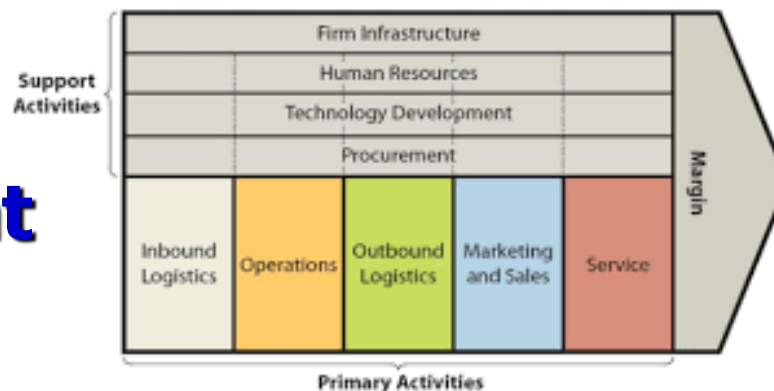 Firm Infrastructure
Human Resources
Support
Activities
Technology Development
Procurement
Margin
Inbound
Logistics
Operations
Outbound
Logistics
Marketing
and Sales
Service
Primary Activities